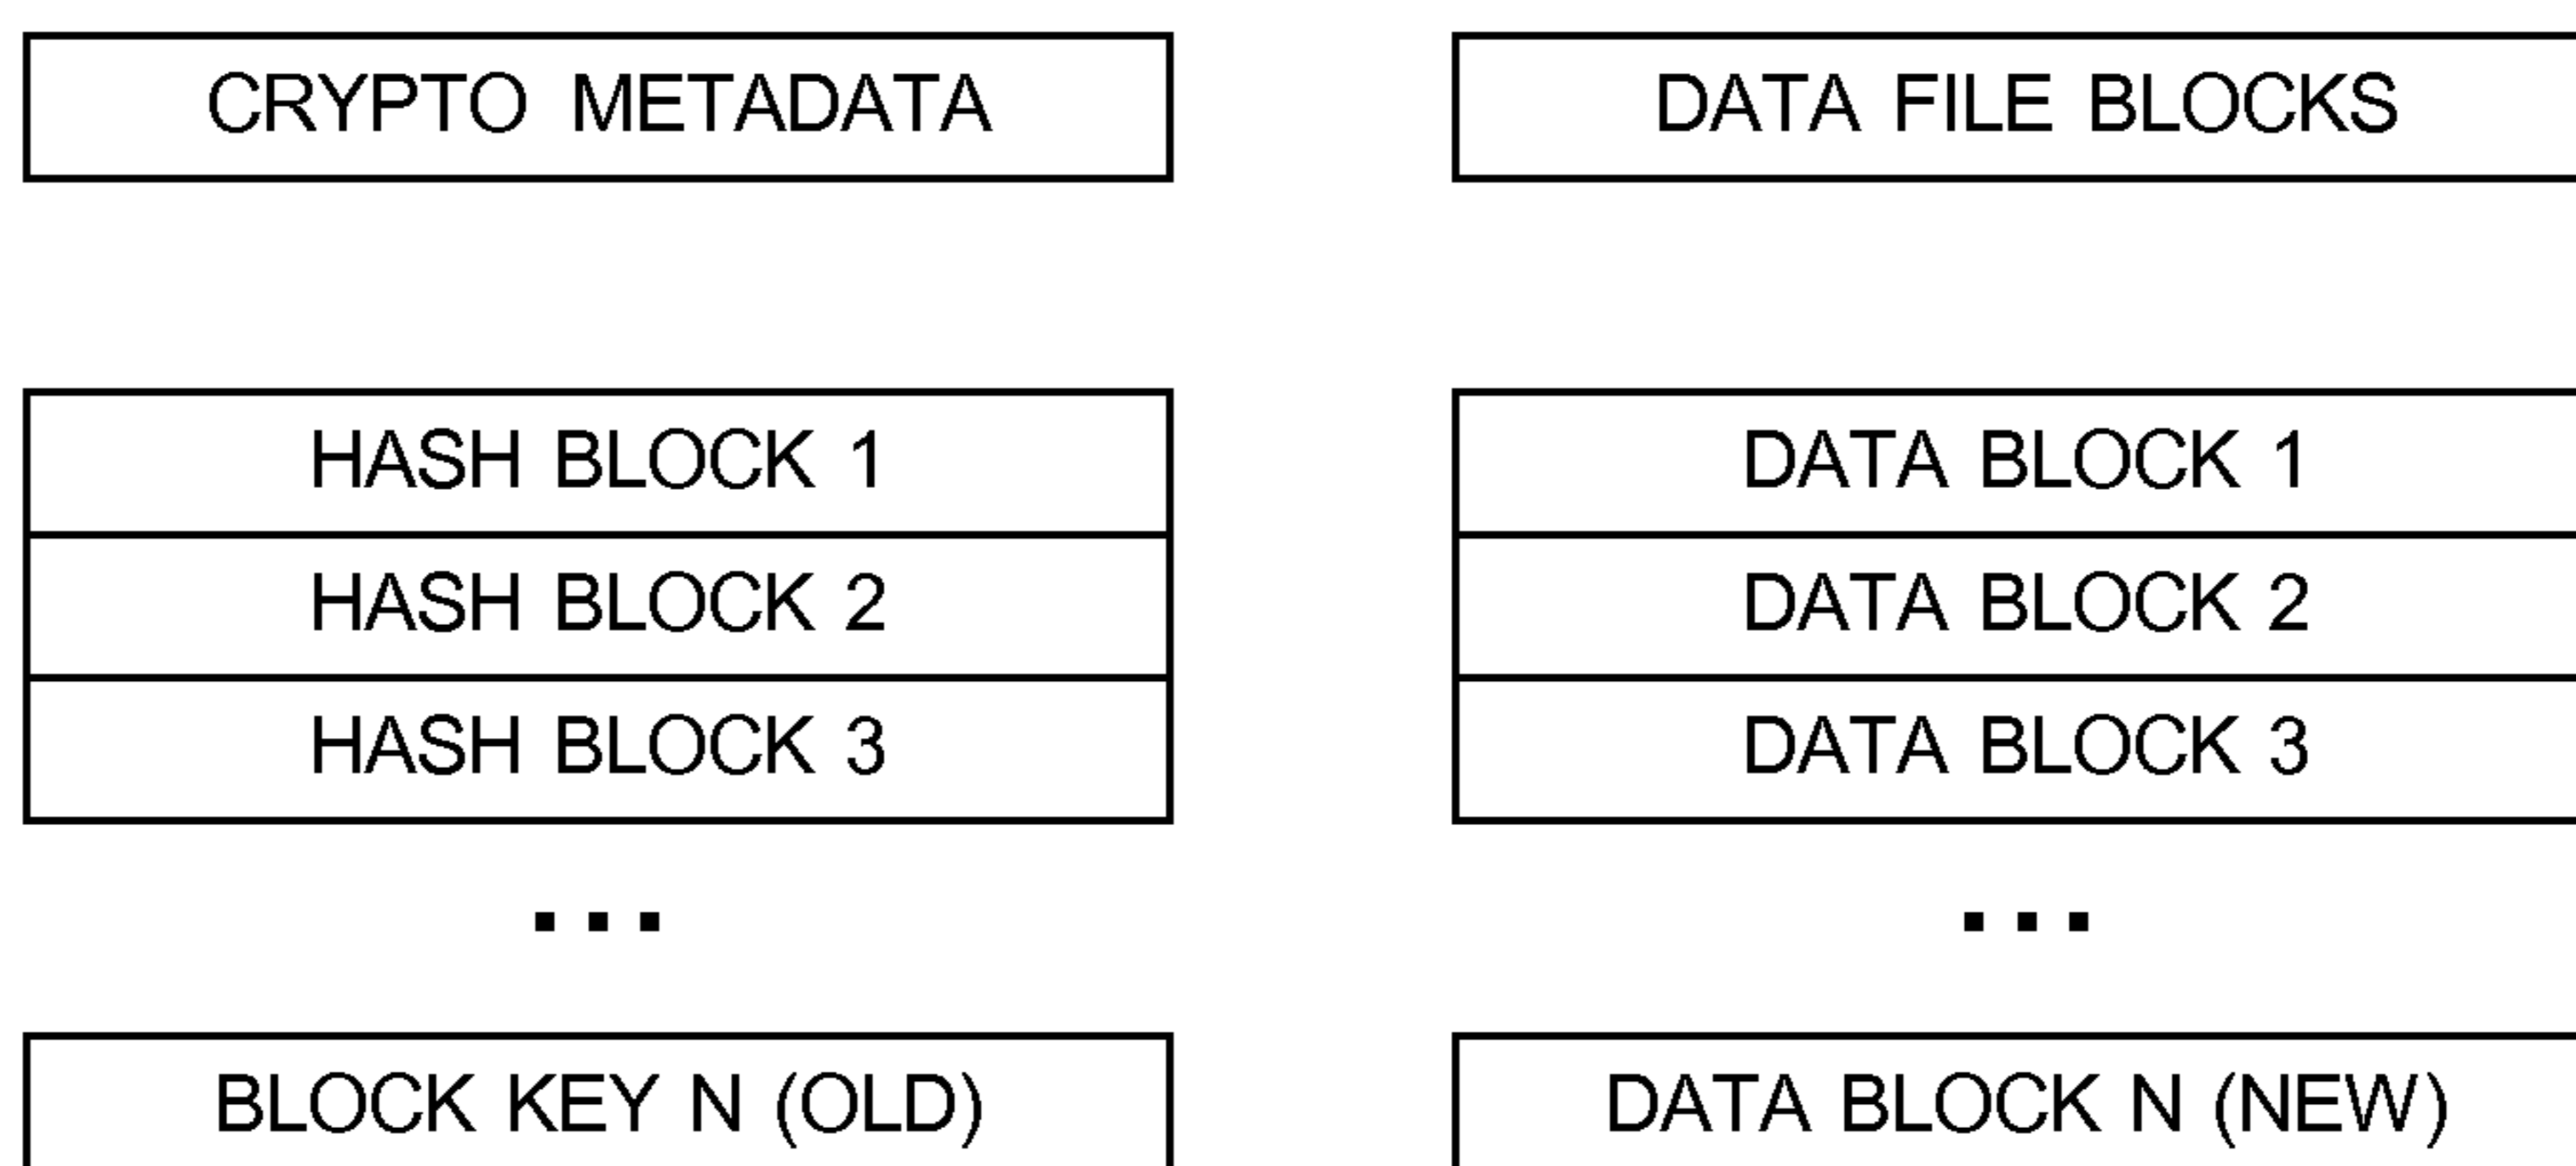 CRYPTO METADATA
DATA FILE BLOCKS
HASH BLOCK 1
DATA BLOCK 1
HASH BLOCK 2
DATA BLOCK 2
HASH BLOCK 3
DATA BLOCK 3
...
...
BLOCK KEY N (OLD)
DATA BLOCK N (NEW)